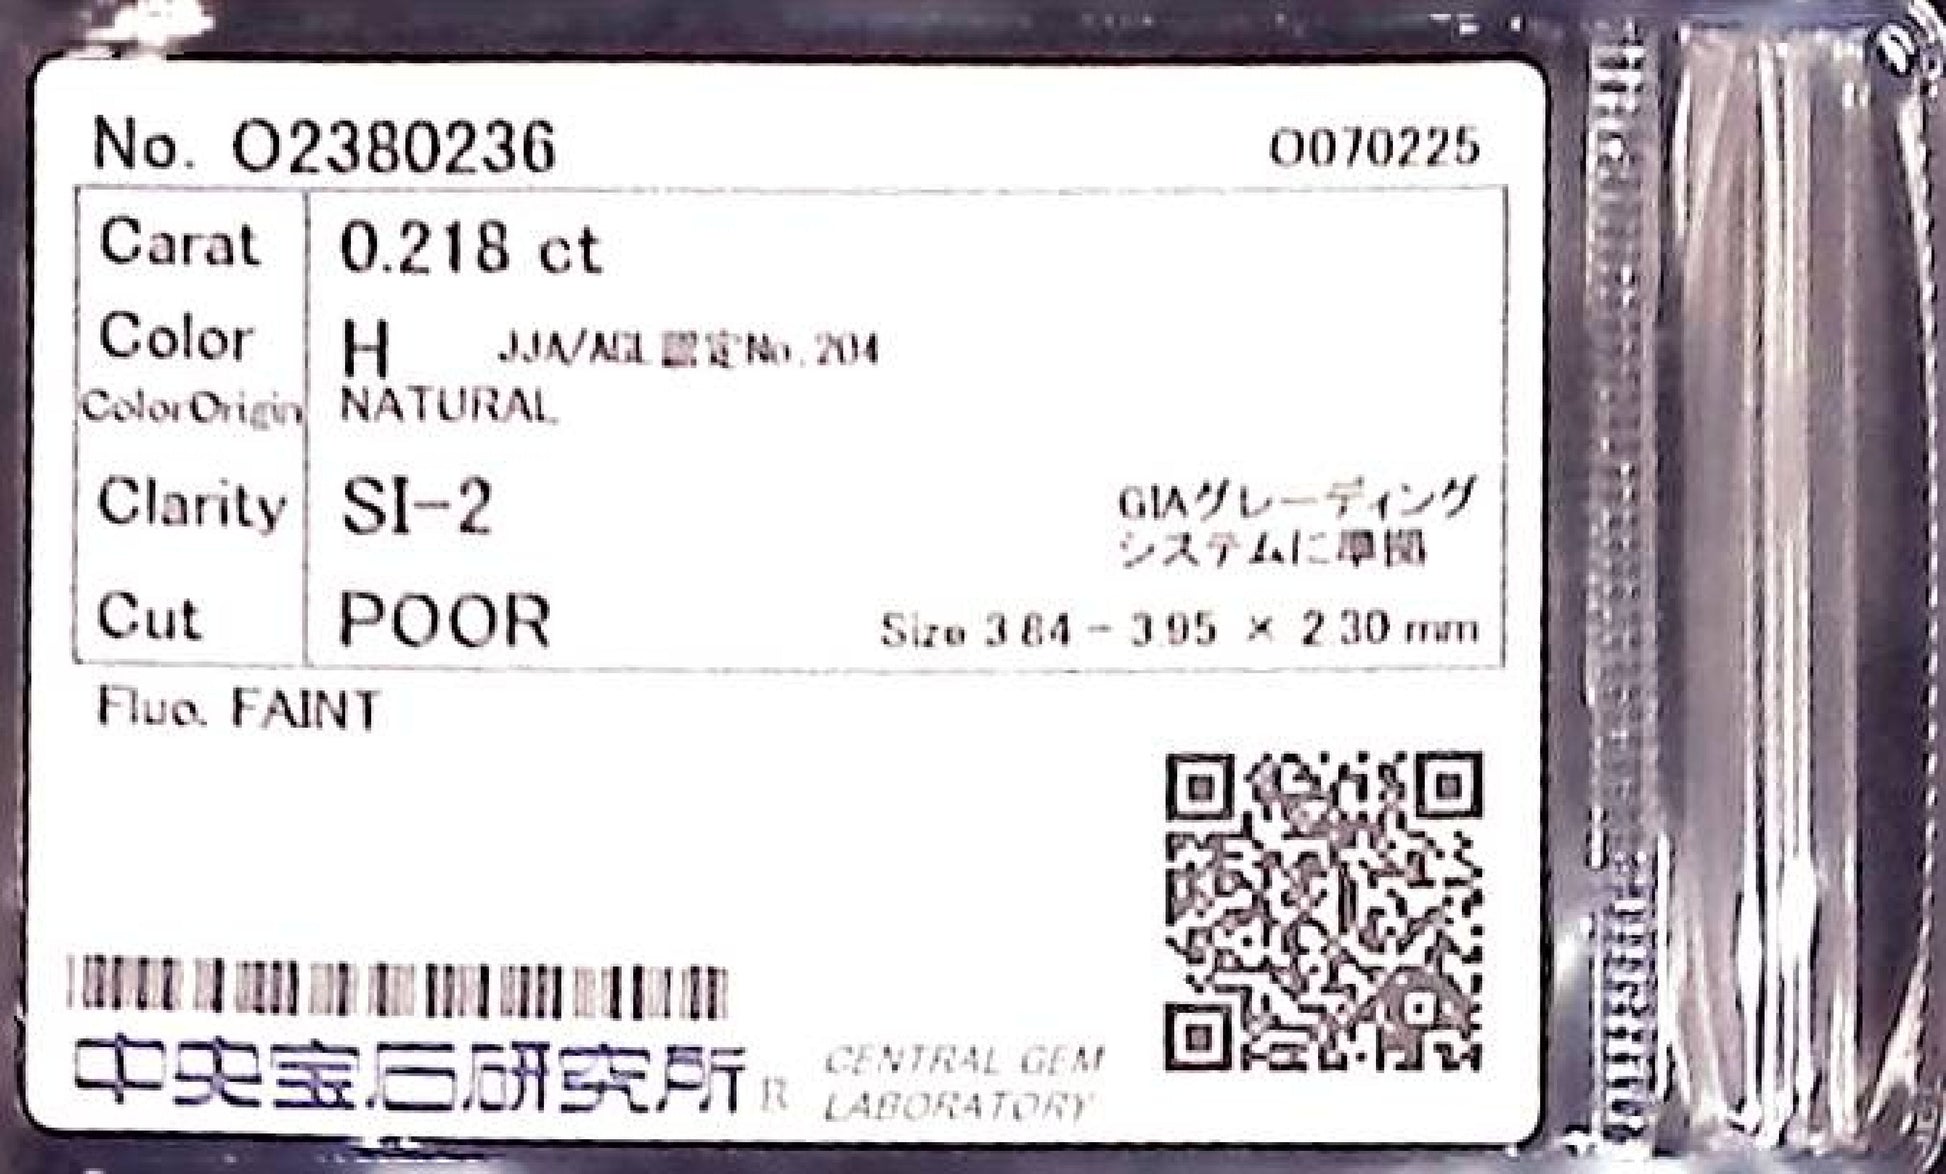 No. O2380236
O070225
Carat 0.218 ct
Color H JJA/AGL認定No.204
ColorOrigin NATURAL
Clarity SI-2
GIAグレーディング
システムに準拠
Cut POOR Size 3.84 - 3.95 × 2.30 mm
Fluo. FAINT
中央宝石研究所 R
CENTRAL GEM
LABORATORY